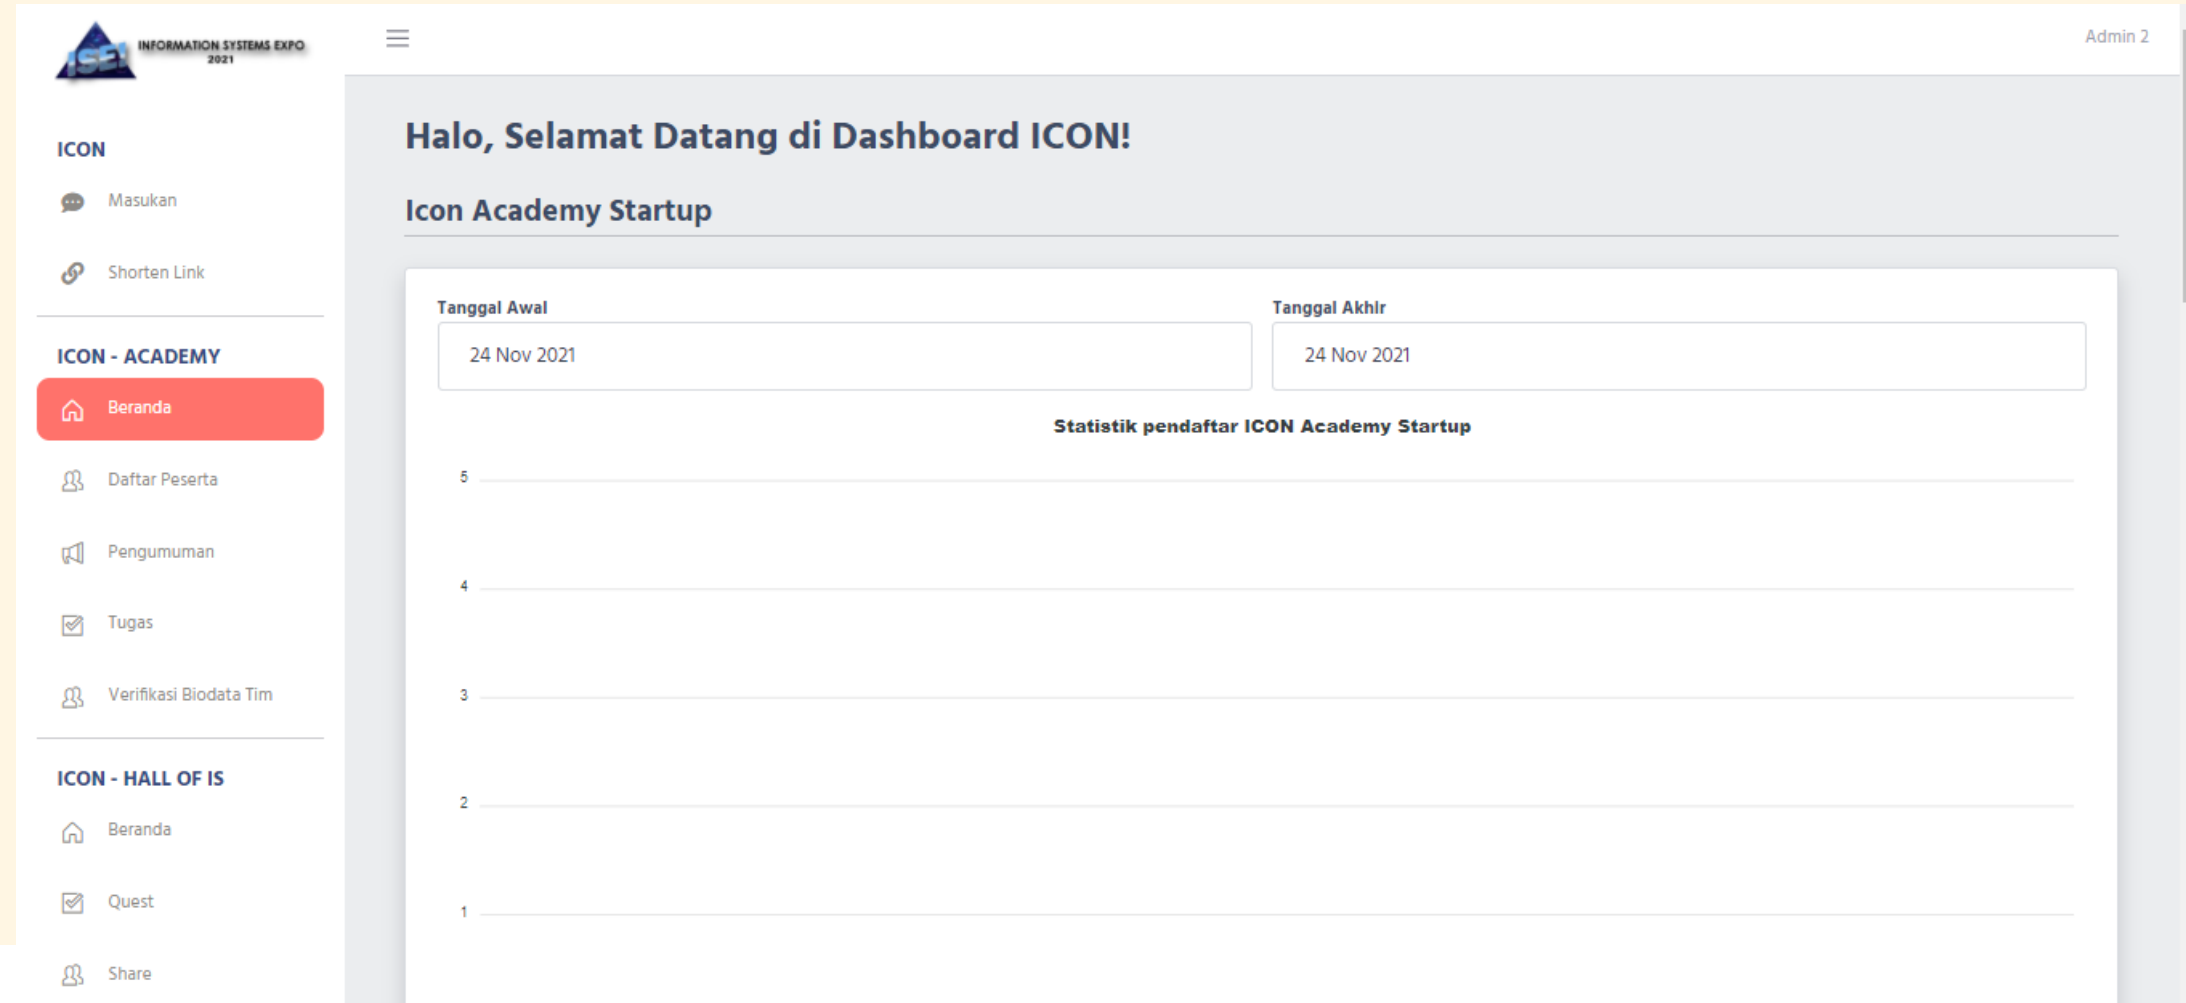 ISE!
INFORMATION SYSTEMS EXPO
2021
Admin 2
ICON
Masukan
Shorten Link
ICON - ACADEMY
Beranda
Daftar Peserta
Pengumuman
Tugas
Verifikasi Biodata Tim
ICON - HALL OF IS
Beranda
Quest
Share
Halo, Selamat Datang di Dashboard ICON!
Icon Academy Startup
Tanggal Awal
24 Nov 2021
Tanggal Akhir
24 Nov 2021
Statistik pendaftar ICON Academy Startup
5
4
3
2
1